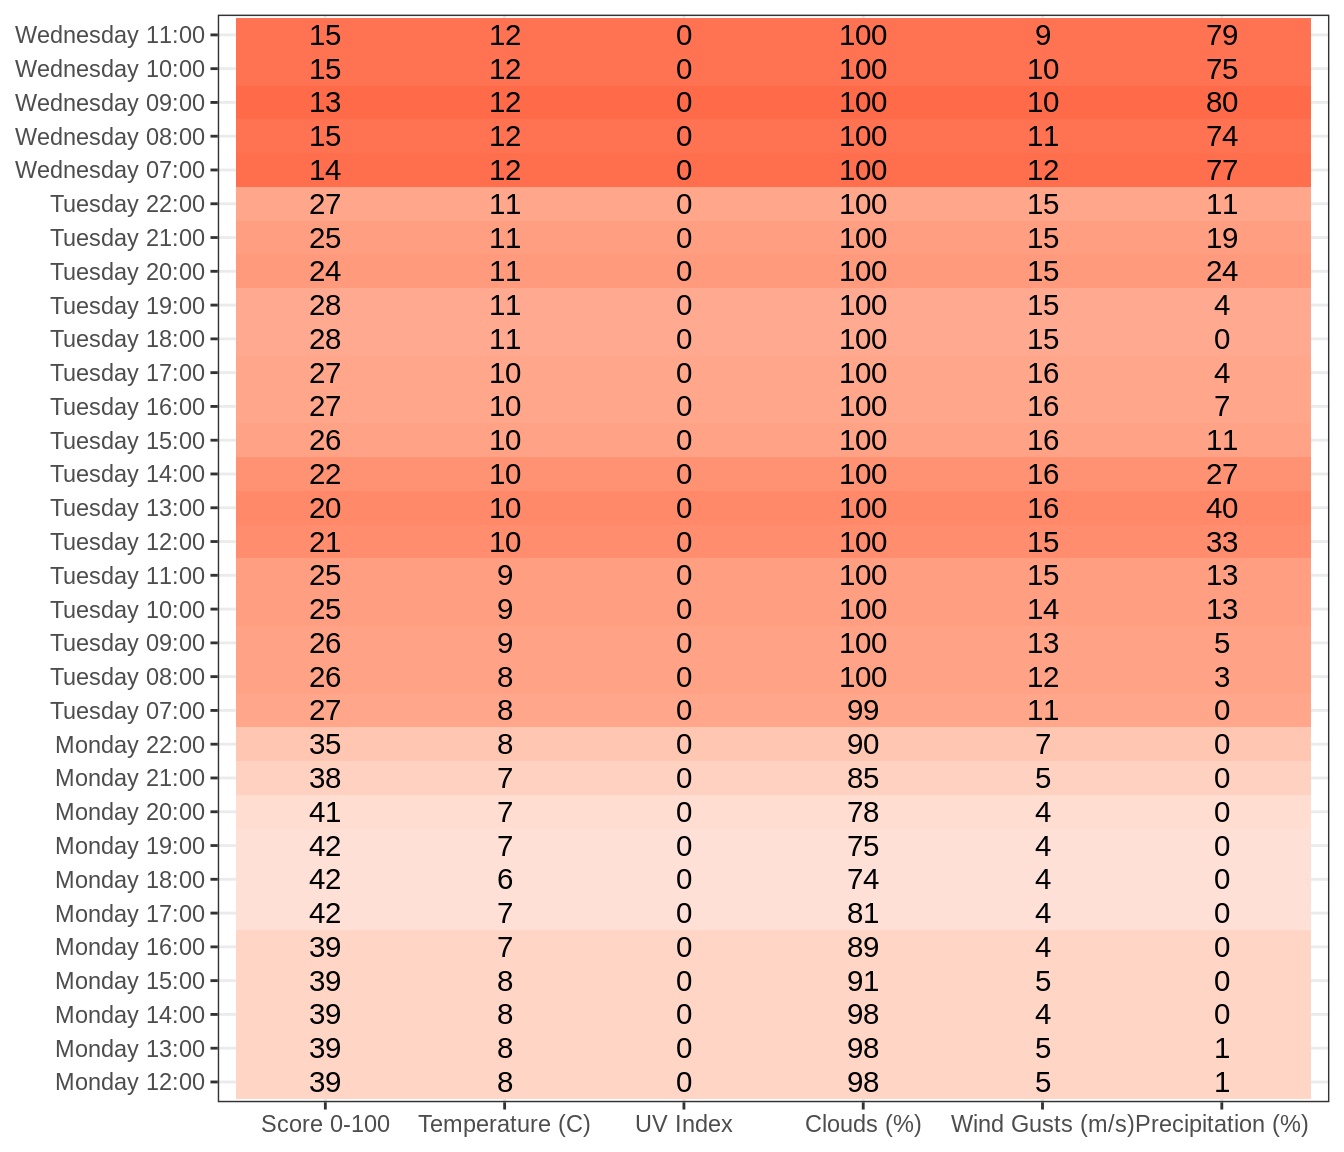 Wednesday 11:00 15 12 0 100 9 79
Wednesday 10:00 15 12 0 100 10 75
Wednesday 09:00 13 12 0 100 10 80
Wednesday 08:00 15 12 0 100 11 74
Wednesday 07:00 14 12 0 100 12 77
Tuesday 22:00 27 11 0 100 15 11
Tuesday 21:00 25 11 0 100 15 19
Tuesday 20:00 24 11 0 100 15 24
Tuesday 19:00 28 11 0 100 15 4
Tuesday 18:00 28 11 0 100 15 0
Tuesday 17:00 27 10 0 100 16 4
Tuesday 16:00 27 10 0 100 16 7
Tuesday 15:00 26 10 0 100 16 11
Tuesday 14:00 22 10 0 100 16 27
Tuesday 13:00 20 10 0 100 16 40
Tuesday 12:00 21 10 0 100 15 33
Tuesday 11:00 25 9 0 100 15 13
Tuesday 10:00 25 9 0 100 14 13
Tuesday 09:00 26 9 0 100 13 5
Tuesday 08:00 26 8 0 100 12 3
Tuesday 07:00 27 8 0 99 11 0
Monday 22:00 35 8 0 90 7 0
Monday 21:00 38 7 0 85 5 0
Monday 20:00 41 7 0 78 4 0
Monday 19:00 42 7 0 75 4 0
Monday 18:00 42 6 0 74 4 0
Monday 17:00 42 7 0 81 4 0
Monday 16:00 39 7 0 89 4 0
Monday 15:00 39 8 0 91 5 0
Monday 14:00 39 8 0 98 4 0
Monday 13:00 39 8 0 98 5 1
Monday 12:00 39 8 0 98 5 1
Score 0-100 Temperature (C) UV Index Clouds (%) Wind Gusts (m/s) Precipitation (%)